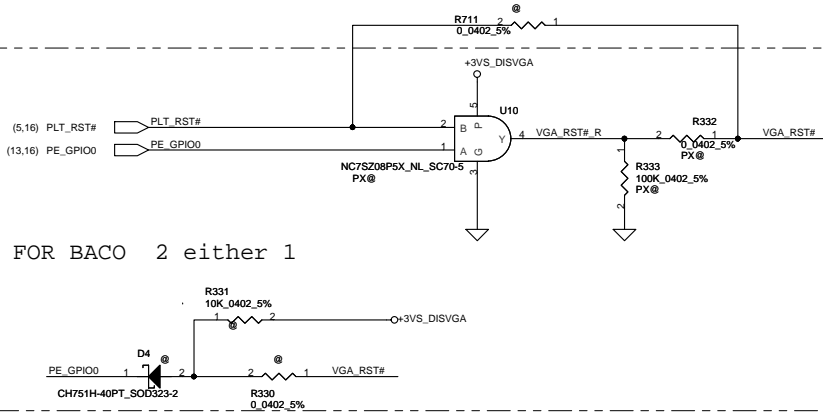 @
R711 2 1
0_0402_5%
+3VS_DISVGA
5 U10
(5,16) PLT_RST# PLT_RST# 2 B P
(13,16) PE_GPIO0 PE_GPIO0 1 A G Y 4 VGA_RST#_R 2 R332 1 VGA_RST#
0_0402_5%
PX@
NC7SZ08P5X_NL_SC70-5 3
PX@
1 R333
100K_0402_5%
PX@
2
FOR BACO 2 either 1
R331
10K_0402_5%
1 2 +3VS_DISVGA
@
D4 @ @
PE_GPIO0 1 2 2 1 VGA_RST#
CH751H-40PT_SOD323-2 R330
0_0402_5%